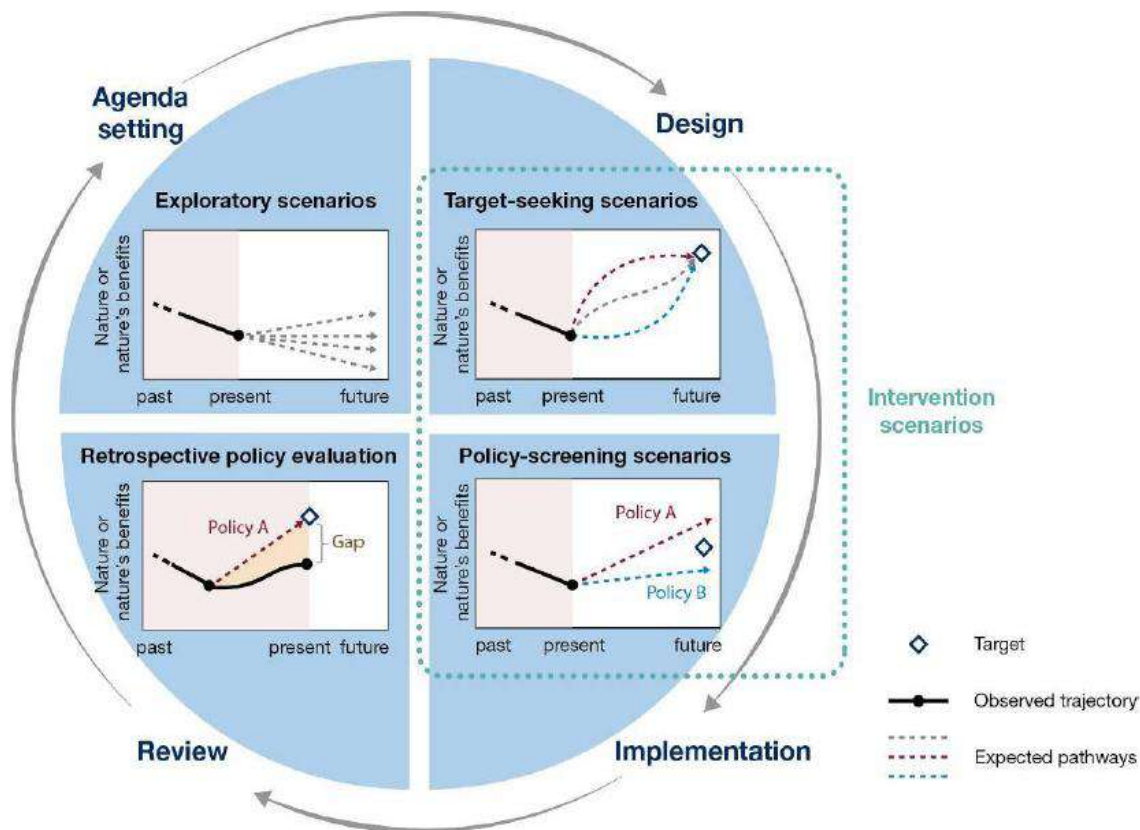 Agenda
setting
Design
Exploratory scenarios
Nature or
nature's benefits
past present future
Target-seeking scenarios
Nature or
nature's benefits
past present future
Intervention
scenarios
Retrospective policy evaluation
Nature or
nature's benefits
Policy A
Gap
past present future
Policy-screening scenarios
Nature or
nature's benefits
Policy A
Policy B
past present future
Review
Implementation
Target
Observed trajectory
Expected pathways